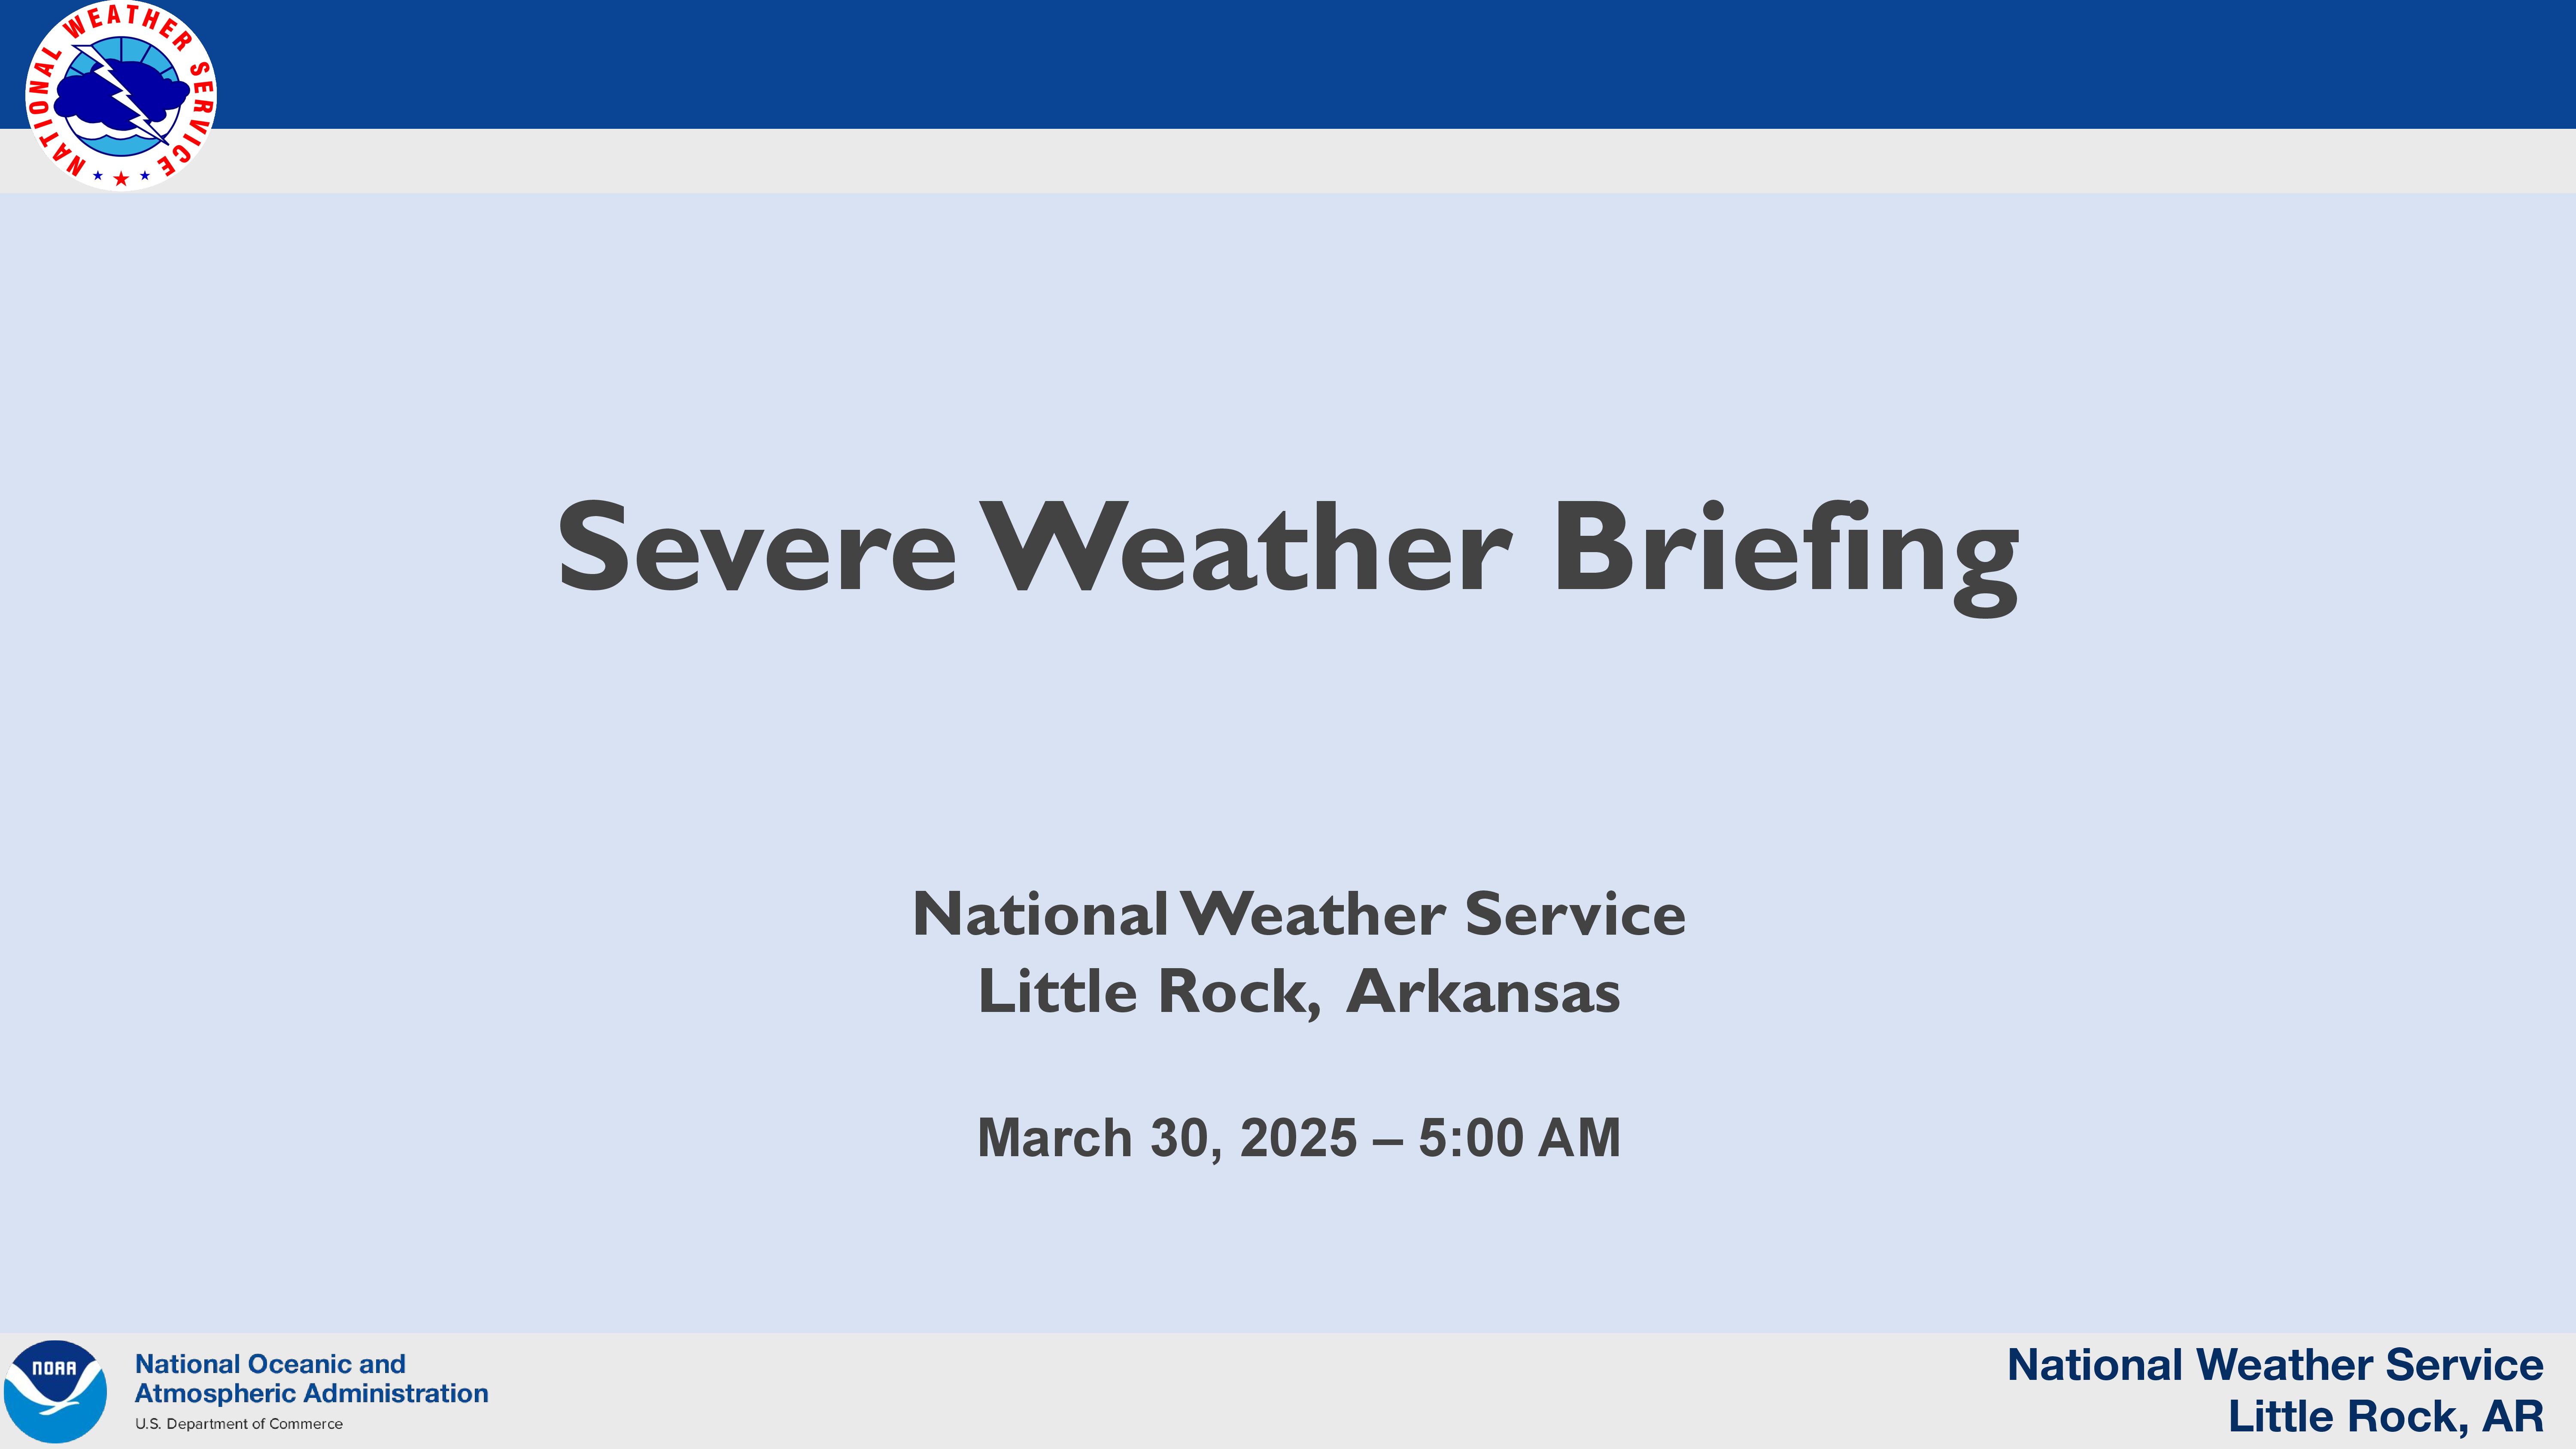 NATIONAL WEATHER SERVICE
Severe Weather Briefing
National Weather Service
Little Rock, Arkansas
March 30, 2025 – 5:00 AM
NOAA
National Oceanic and
Atmospheric Administration
U.S. Department of Commerce
National Weather Service
Little Rock, AR